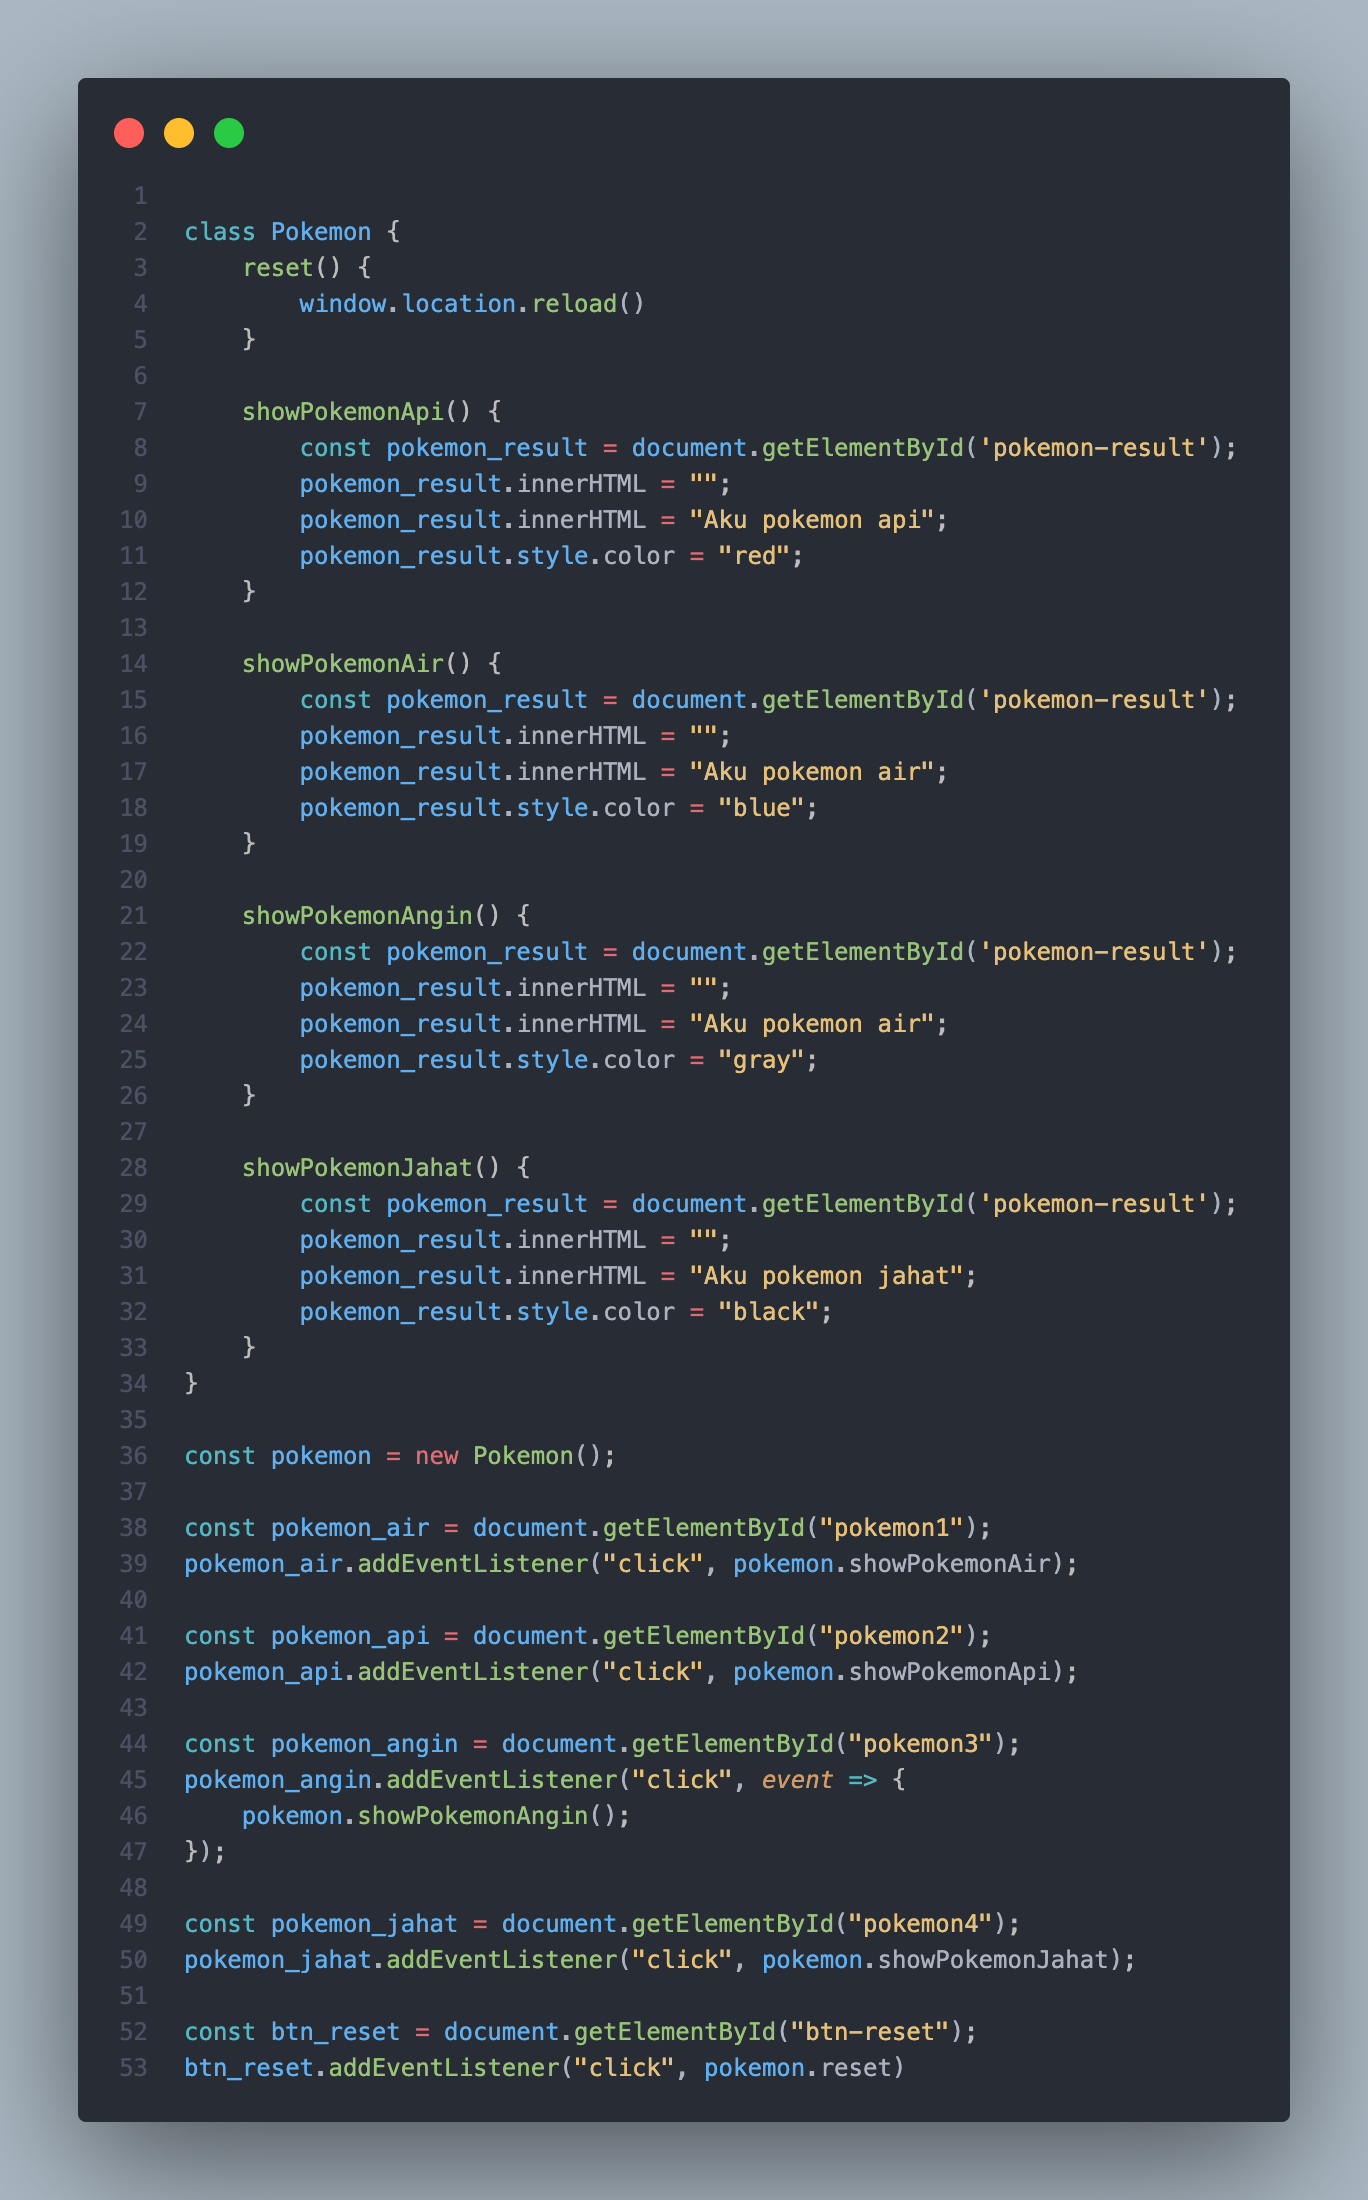 1
2 class Pokemon {
3     reset() {
4         window.location.reload()
5     }
6
7     showPokemonApi() {
8         const pokemon_result = document.getElementById('pokemon-result');
9         pokemon_result.innerHTML = "";
10         pokemon_result.innerHTML = "Aku pokemon api";
11         pokemon_result.style.color = "red";
12     }
13
14     showPokemonAir() {
15         const pokemon_result = document.getElementById('pokemon-result');
16         pokemon_result.innerHTML = "";
17         pokemon_result.innerHTML = "Aku pokemon air";
18         pokemon_result.style.color = "blue";
19     }
20
21     showPokemonAngin() {
22         const pokemon_result = document.getElementById('pokemon-result');
23         pokemon_result.innerHTML = "";
24         pokemon_result.innerHTML = "Aku pokemon air";
25         pokemon_result.style.color = "gray";
26     }
27
28     showPokemonJahat() {
29         const pokemon_result = document.getElementById('pokemon-result');
30         pokemon_result.innerHTML = "";
31         pokemon_result.innerHTML = "Aku pokemon jahat";
32         pokemon_result.style.color = "black";
33     }
34 }
35
36 const pokemon = new Pokemon();
37
38 const pokemon_air = document.getElementById("pokemon1");
39 pokemon_air.addEventListener("click", pokemon.showPokemonAir);
40
41 const pokemon_api = document.getElementById("pokemon2");
42 pokemon_api.addEventListener("click", pokemon.showPokemonApi);
43
44 const pokemon_angin = document.getElementById("pokemon3");
45 pokemon_angin.addEventListener("click", event => {
46     pokemon.showPokemonAngin();
47 });
48
49 const pokemon_jahat = document.getElementById("pokemon4");
50 pokemon_jahat.addEventListener("click", pokemon.showPokemonJahat);
51
52 const btn_reset = document.getElementById("btn-reset");
53 btn_reset.addEventListener("click", pokemon.reset)